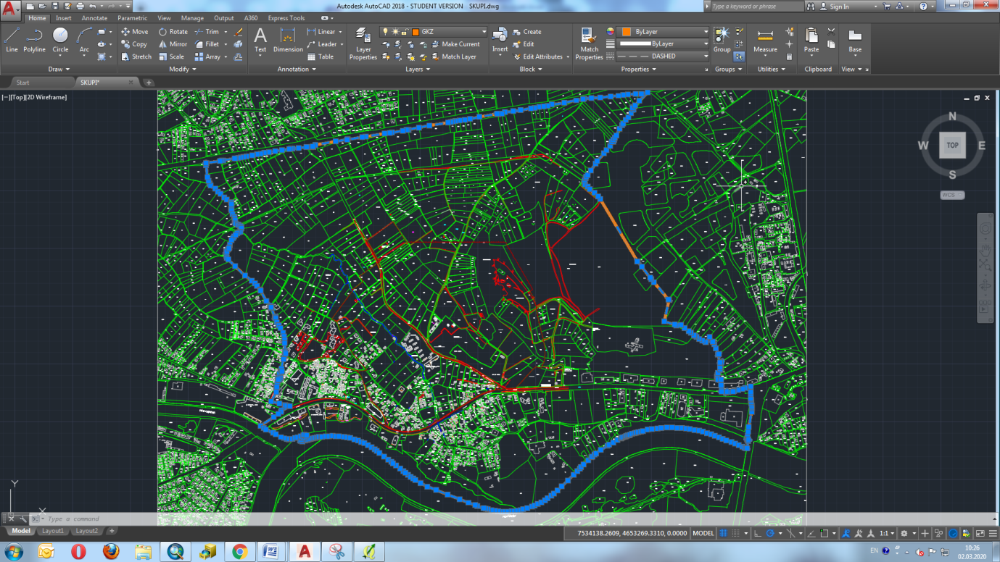 Autodesk AutoCAD 2018 - STUDENT VERSION SKUPI.dwg
Type a keyword or phrase
Sign In
Home Insert Annotate Parametric View Manage Output A360 Express Tools
Line Polyline Circle Arc
Move Rotate Trim
Copy Mirror Fillet
Stretch Scale Array
Text Dimension
Linear
Leader
Table
Layer Properties
GKZ
Make Current
Match Layer
Insert
Create
Edit
Edit Attributes
Match Properties
ByLayer
ByLayer
DASHED
Group
Measure
Paste
Base
Draw Modify Annotation Layers Block Properties Groups Utilities Clipboard View
Start SKUPI*
[−][Top][2D Wireframe]
N
W TOP E
S
WCS
Y
X
Type a command
Model Layout1 Layout2
7534138.2609, 4653269.3310, 0.0000 MODEL 1:1
EN
10:26
02.03.2020